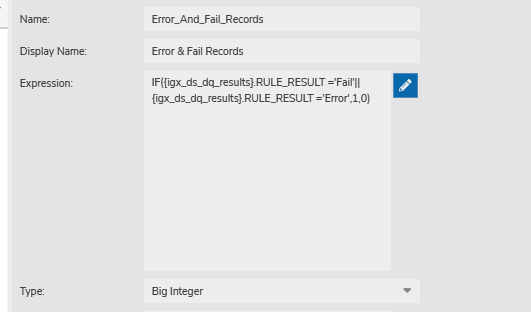 Name:
Error_And_Fail_Records
Display Name:
Error & Fail Records
Expression:
IF({igx_ds_dq_results}.RULE_RESULT ='Fail'||
{igx_ds_dq_results}.RULE_RESULT ='Error',1,0)
Type:
Big Integer